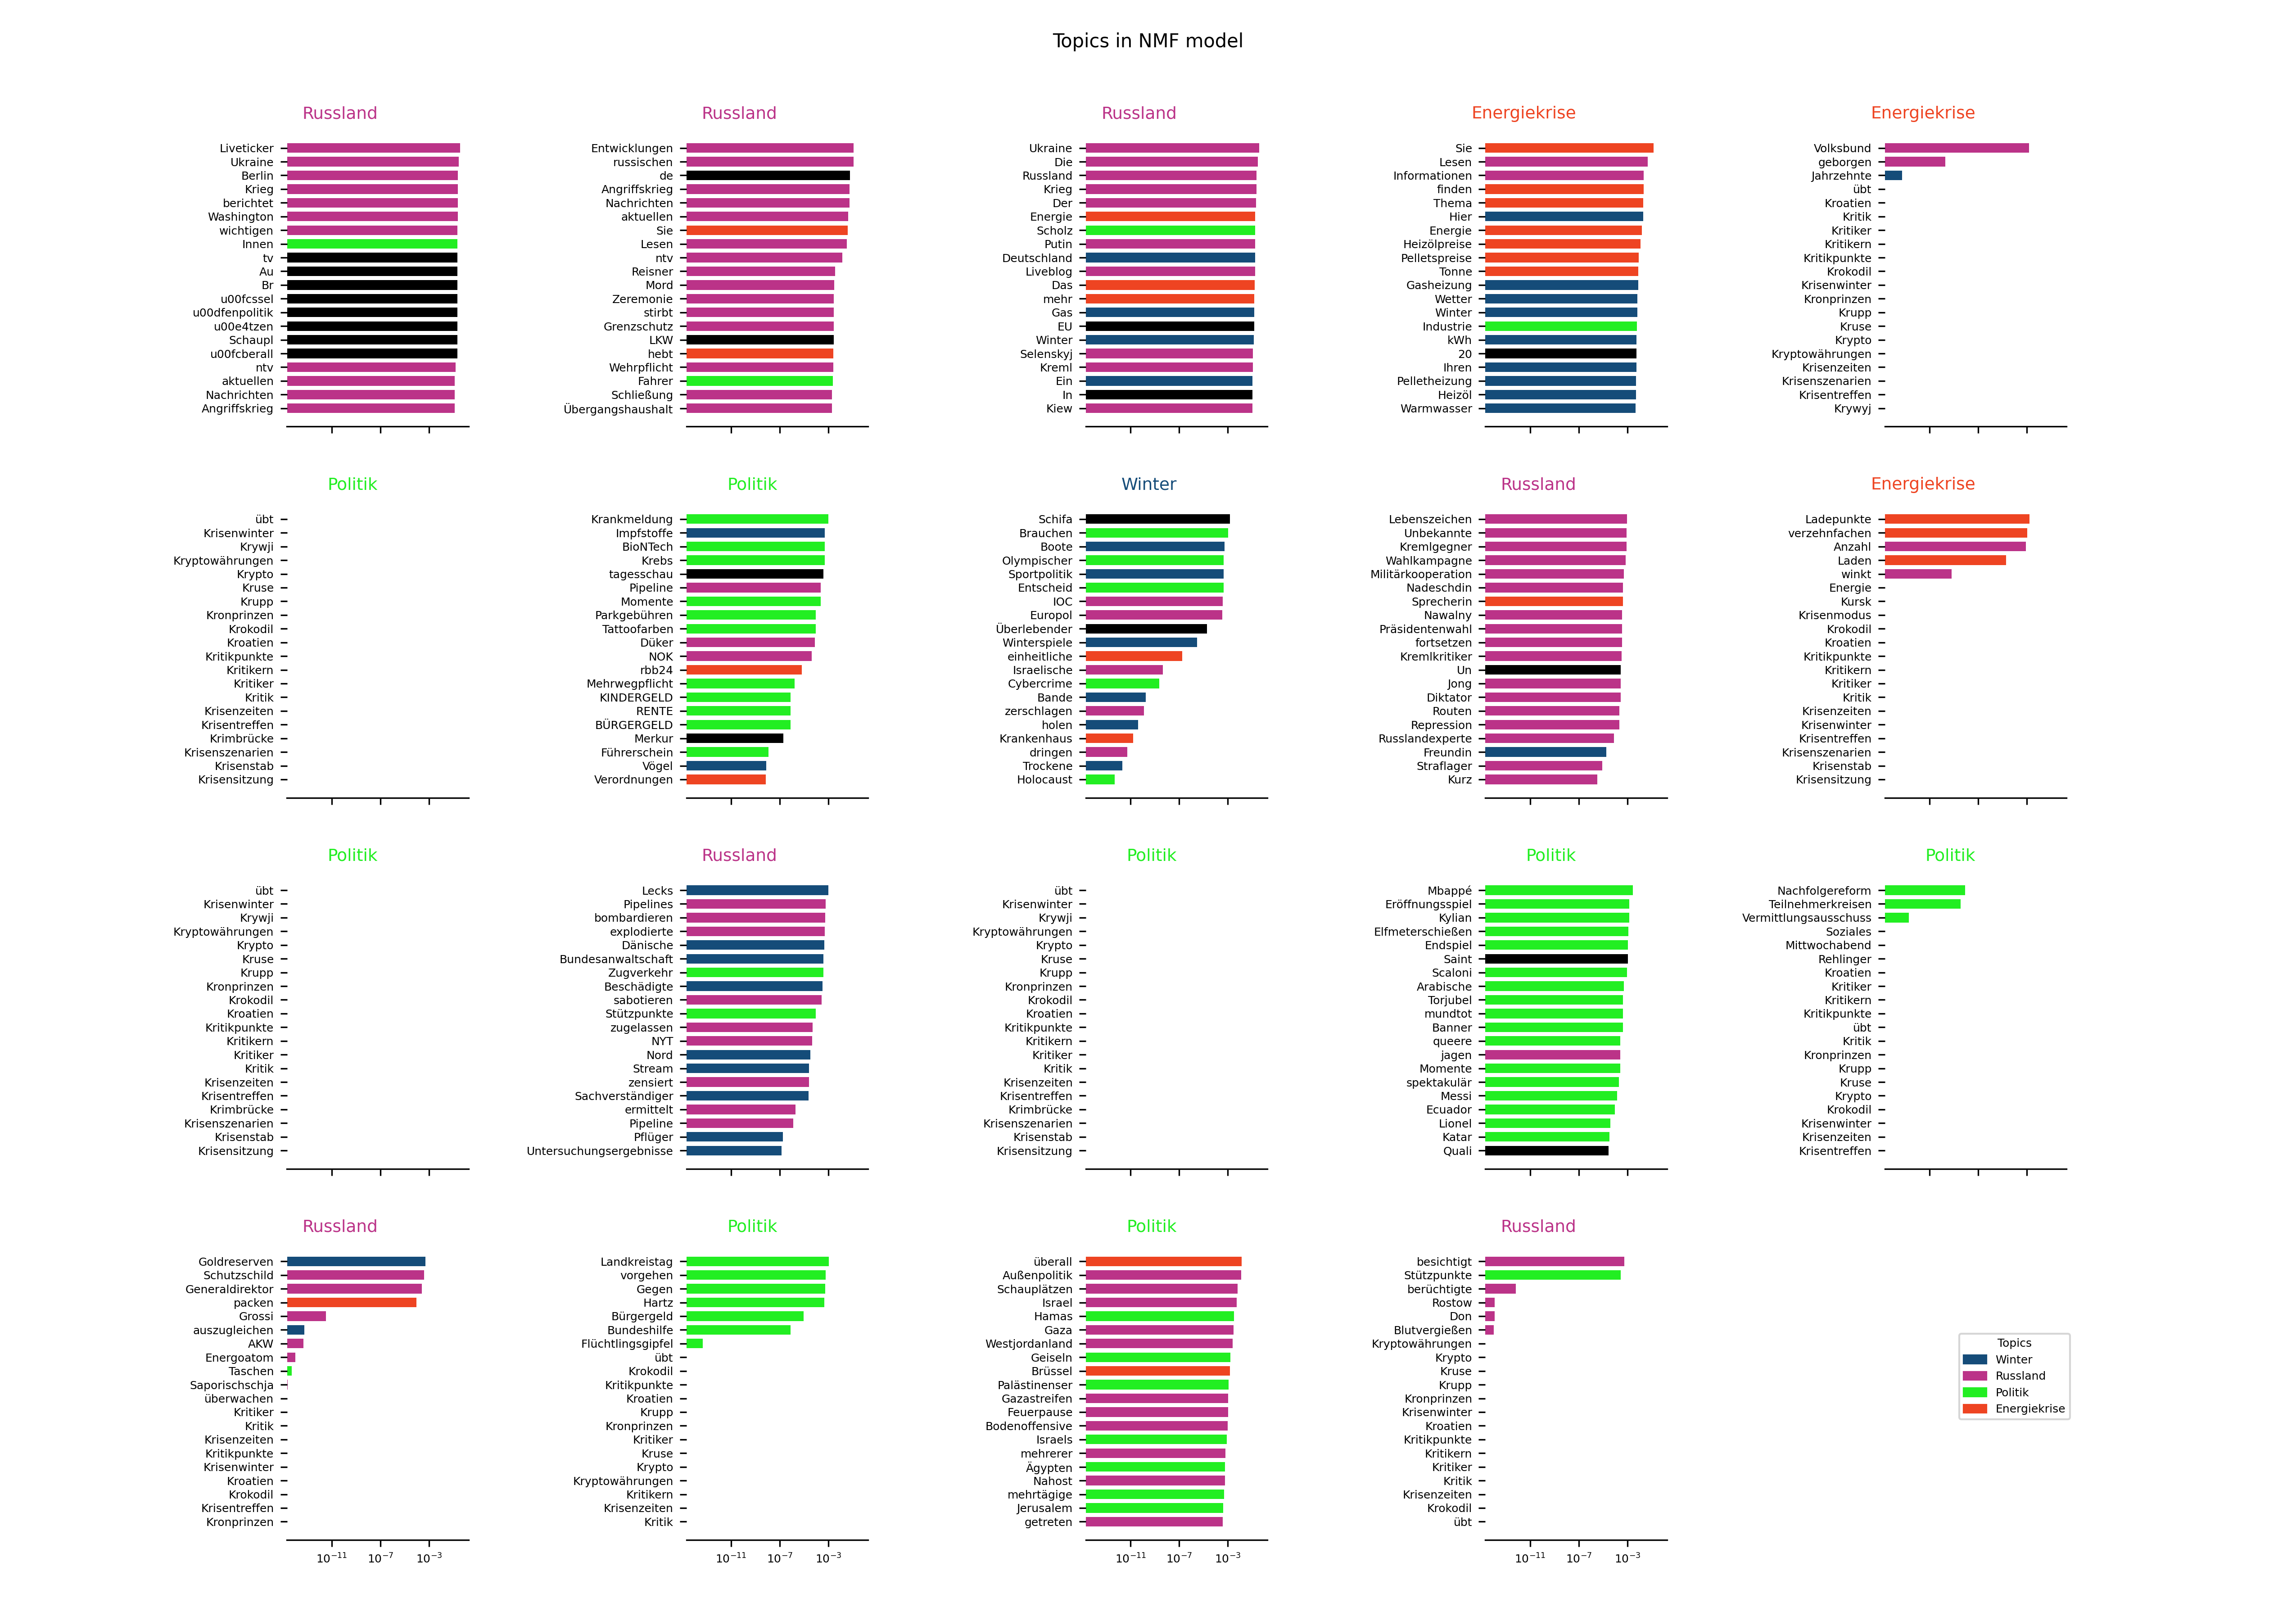 Topics in NMF model
Russland
Liveticker
Ukraine
Berlin
Krieg
berichtet
Washington
wichtigen
Innen
tv
Au
Br
u00fcssel
u00dfenpolitik
u00e4tzen
Schaupl
u00fcberall
ntv
aktuellen
Nachrichten
Angriffskrieg
Russland
Entwicklungen
russischen
de
Angriffskrieg
Nachrichten
aktuellen
Sie
Lesen
ntv
Reisner
Mord
Zeremonie
stirbt
Grenzschutz
LKW
hebt
Wehrpflicht
Fahrer
Schließung
Übergangshaushalt
Russland
Ukraine
Die
Russland
Krieg
Der
Energie
Scholz
Putin
Deutschland
Liveblog
Das
mehr
Gas
EU
Winter
Selenskyj
Kreml
Ein
In
Kiew
Energiekrise
Sie
Lesen
Informationen
finden
Thema
Hier
Energie
Heizölpreise
Pelletspreise
Tonne
Gasheizung
Wetter
Winter
Industrie
kWh
20
Ihren
Pelletheizung
Heizöl
Warmwasser
Energiekrise
Volksbund
geborgen
Jahrzehnte
übt
Kroatien
Kritik
Kritiker
Kritikern
Kritikpunkte
Krokodil
Krisenwinter
Kronprinzen
Krupp
Kruse
Krypto
Kryptowährungen
Krisenzeiten
Krisenszenarien
Krisentreffen
Krywyj
Politik
übt
Krisenwinter
Krywji
Kryptowährungen
Krypto
Kruse
Krupp
Kronprinzen
Krokodil
Kroatien
Kritikpunkte
Kritikern
Kritiker
Kritik
Krisenzeiten
Krisentreffen
Krimbrücke
Krisenszenarien
Krisenstab
Krisensitzung
Politik
Krankmeldung
Impfstoffe
BioNTech
Krebs
tagesschau
Pipeline
Momente
Parkgebühren
Tattoofarben
Düker
NOK
rbb24
Mehrwegpflicht
KINDERGELD
RENTE
BÜRGERGELD
Merkur
Führerschein
Vögel
Verordnungen
Winter
Schifa
Brauchen
Boote
Olympischer
Sportpolitik
Entscheid
IOC
Europol
Überlebender
Winterspiele
einheitliche
Israelische
Cybercrime
Bande
zerschlagen
holen
Krankenhaus
dringen
Trockene
Holocaust
Russland
Lebenszeichen
Unbekannte
Kremlgegner
Wahlkampagne
Militärkooperation
Nadeschdin
Sprecherin
Nawalny
Präsidentenwahl
fortsetzen
Kremlkritiker
Un
Jong
Diktator
Routen
Repression
Russlandexperte
Freundin
Straflager
Kurz
Energiekrise
Ladepunkte
verzehnfachen
Anzahl
Laden
winkt
Energie
Kursk
Krisenmodus
Krokodil
Kroatien
Kritikpunkte
Kritikern
Kritiker
Kritik
Krisenzeiten
Krisenwinter
Krisentreffen
Krisenszenarien
Krisenstab
Krisensitzung
Politik
übt
Krisenwinter
Krywji
Kryptowährungen
Krypto
Kruse
Krupp
Kronprinzen
Krokodil
Kroatien
Kritikpunkte
Kritikern
Kritiker
Kritik
Krisenzeiten
Krisentreffen
Krimbrücke
Krisenszenarien
Krisenstab
Krisensitzung
Russland
Lecks
Pipelines
bombardieren
explodierte
Dänische
Bundesanwaltschaft
Zugverkehr
Beschädigte
sabotieren
Stützpunkte
zugelassen
NYT
Nord
Stream
zensiert
Sachverständiger
ermittelt
Pipeline
Pflüger
Untersuchungsergebnisse
Politik
übt
Krisenwinter
Krywji
Kryptowährungen
Krypto
Kruse
Krupp
Kronprinzen
Krokodil
Kroatien
Kritikpunkte
Kritikern
Kritiker
Kritik
Krisenzeiten
Krisentreffen
Krimbrücke
Krisenszenarien
Krisenstab
Krisensitzung
Politik
Mbappé
Eröffnungsspiel
Kylian
Elfmeterschießen
Endspiel
Saint
Scaloni
Arabische
Torjubel
mundtot
Banner
queere
jagen
Momente
spektakulär
Messi
Ecuador
Lionel
Katar
Quali
Politik
Nachfolgereform
Teilnehmerkreisen
Vermittlungsausschuss
Soziales
Mittwochabend
Rehlinger
Kroatien
Kritiker
Kritikern
Kritikpunkte
übt
Kritik
Kronprinzen
Krupp
Kruse
Krypto
Krokodil
Krisenwinter
Krisenzeiten
Krisentreffen
Russland
Goldreserven
Schutzschild
Generaldirektor
packen
Grossi
auszugleichen
AKW
Energoatom
Taschen
Saporischschja
überwachen
Kritiker
Kritik
Krisenzeiten
Kritikpunkte
Krisenwinter
Kroatien
Krokodil
Krisentreffen
Kronprinzen
10⁻¹¹ 10⁻⁷ 10⁻³
Politik
Landkreistag
vorgehen
Gegen
Hartz
Bürgergeld
Bundeshilfe
Flüchtlingsgipfel
übt
Krokodil
Kritikpunkte
Kroatien
Krupp
Kronprinzen
Kritiker
Kruse
Krypto
Kryptowährungen
Kritikern
Krisenzeiten
Kritik
10⁻¹¹ 10⁻⁷ 10⁻³
Politik
überall
Außenpolitik
Schauplätzen
Israel
Hamas
Gaza
Westjordanland
Geiseln
Brüssel
Palästinenser
Gazastreifen
Feuerpause
Bodenoffensive
Israels
mehrerer
Ägypten
Nahost
mehrtägige
Jerusalem
getreten
10⁻¹¹ 10⁻⁷ 10⁻³
Russland
besichtigt
Stützpunkte
berüchtigte
Rostow
Don
Blutvergießen
Kryptowährungen
Krypto
Kruse
Krupp
Kronprinzen
Krisenwinter
Kroatien
Kritikpunkte
Kritikern
Kritiker
Kritik
Krisenzeiten
Krokodil
übt
10⁻¹¹ 10⁻⁷ 10⁻³
Topics
Winter
Russland
Politik
Energiekrise